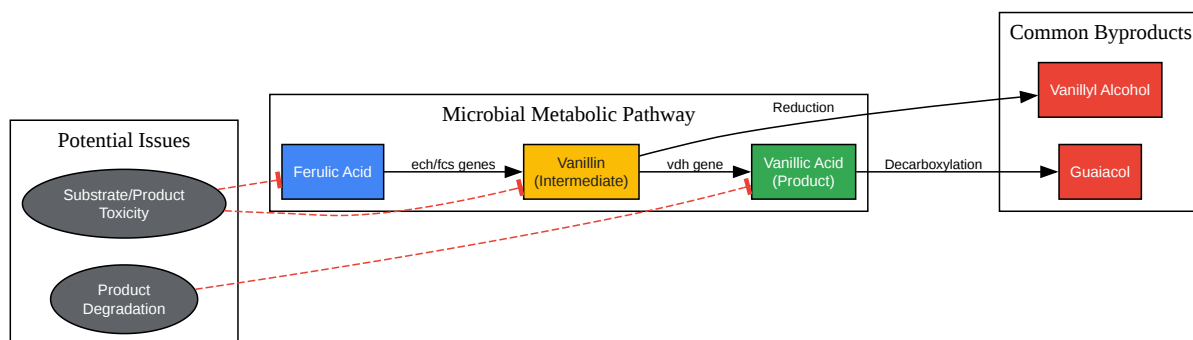 Common Byproducts
Vanillyl Alcohol
Guaiacol
Microbial Metabolic Pathway
Reduction
Ferulic Acid
ech/fcs genes
Vanillin
(Intermediate)
vdh gene
Vanillic Acid
(Product)
Decarboxylation
Potential Issues
Substrate/Product
Toxicity
Product
Degradation